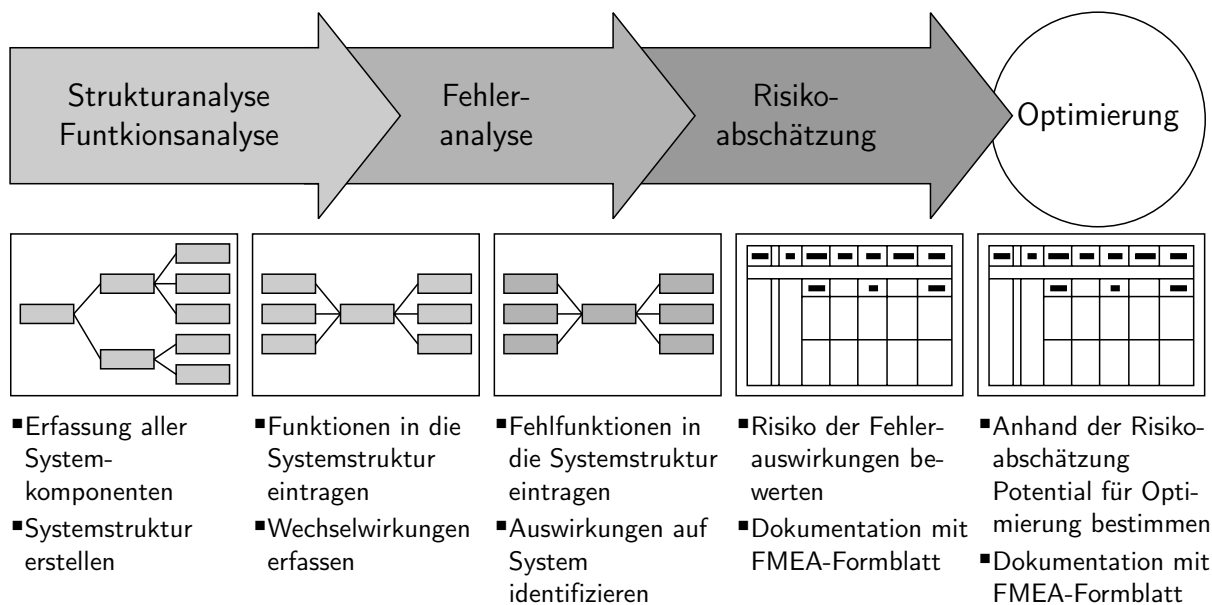 Strukturanalyse
Funtkionsanalyse
Fehler-
analyse
Risiko-
abschätzung
Optimierung
▪Erfassung aller
System-
komponenten
▪Systemstruktur
erstellen
▪Funktionen in die
Systemstruktur
eintragen
▪Wechselwirkungen
erfassen
▪Fehlfunktionen in
die Systemstruktur
eintragen
▪Auswirkungen auf
System
identifizieren
▪Risiko der Fehler-
auswirkungen be-
werten
▪Dokumentation mit
FMEA-Formblatt
▪Anhand der Risiko-
abschätzung
Potential für Opti-
mierung bestimmen
▪Dokumentation mit
FMEA-Formblatt